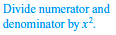 Divide numerator and
denominator by x².